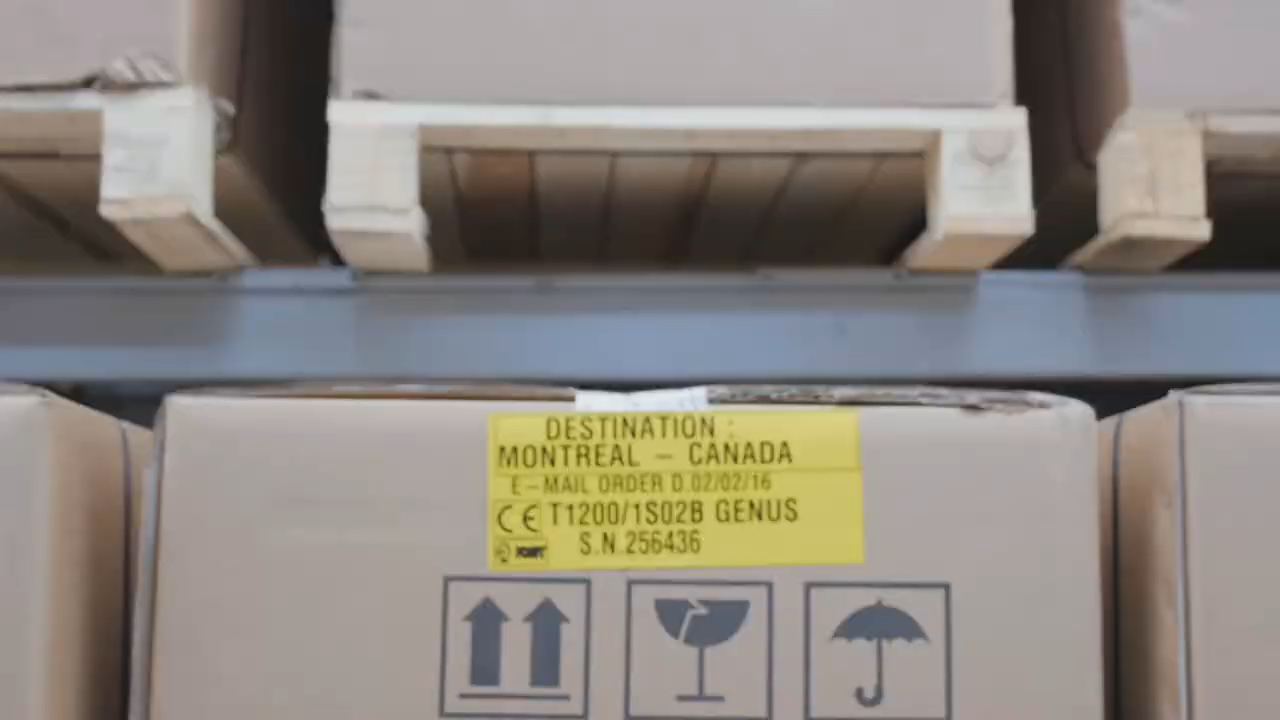 DESTINATION :
MONTREAL – CANADA
E-MAIL ORDER D.02/02/16
CE T1200/1S02B GENUS
S.N.256436